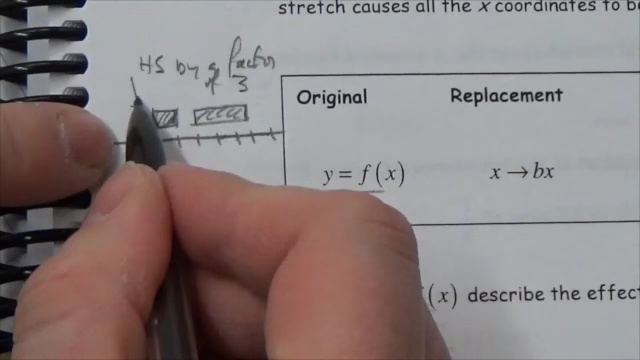 stretch causes all the x coordinates to be
HS by a factor
of 3
Original Replacement
y = f(x) x → bx
(x) describe the effect